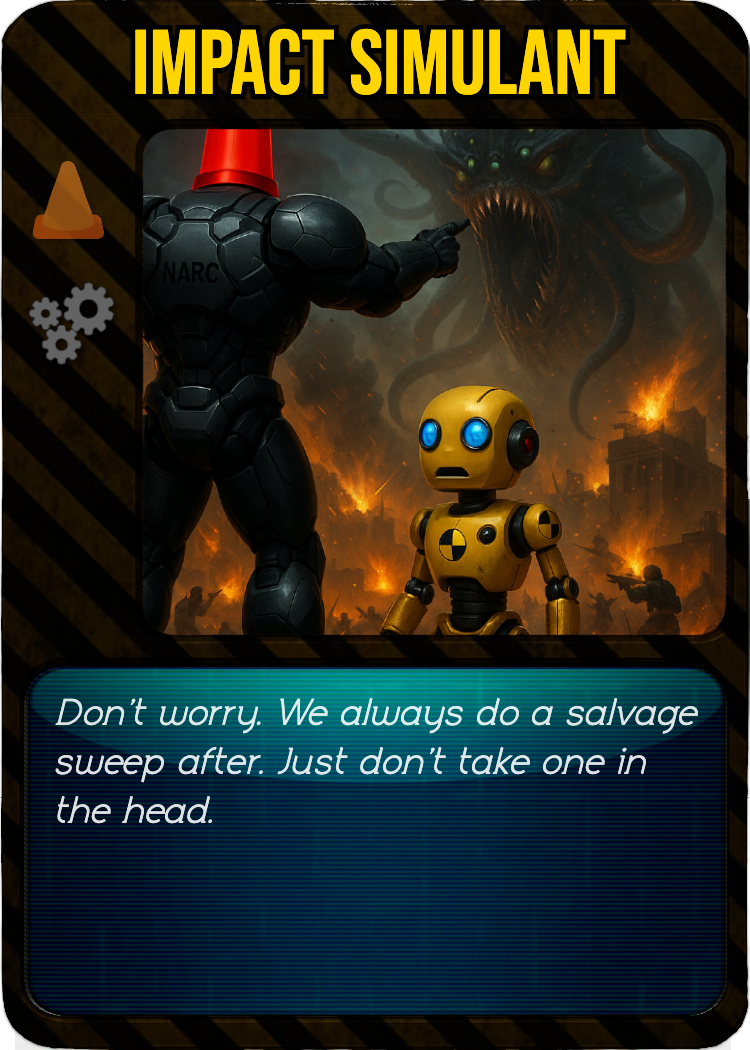 IMPACT SIMULANT
NARC
Don't worry. We always do a salvage
sweep after. Just don't take one in
the head.